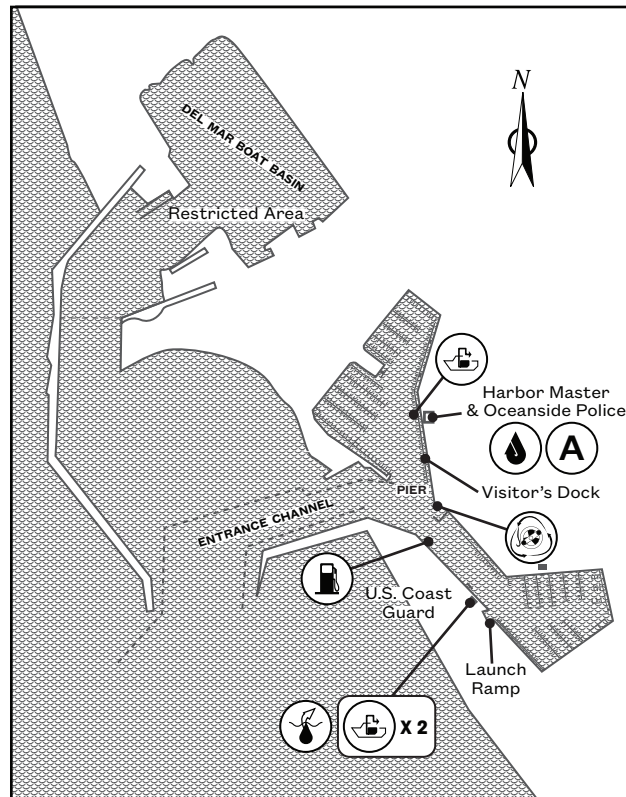 N
DEL MAR BOAT BASIN
Restricted Area
Harbor Master
& Oceanside Police
A
PIER
Visitor's Dock
ENTRANCE CHANNEL
U.S. Coast
Guard
Launch
Ramp
X 2